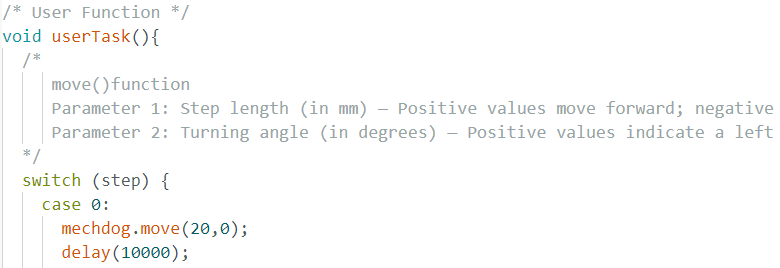 /* User Function */
void userTask(){
/*
move()function
Parameter 1: Step length (in mm) — Positive values move forward; negative
Parameter 2: Turning angle (in degrees) — Positive values indicate a left
*/
switch (step) {
case 0:
mechdog.move(20,0);
delay(10000);